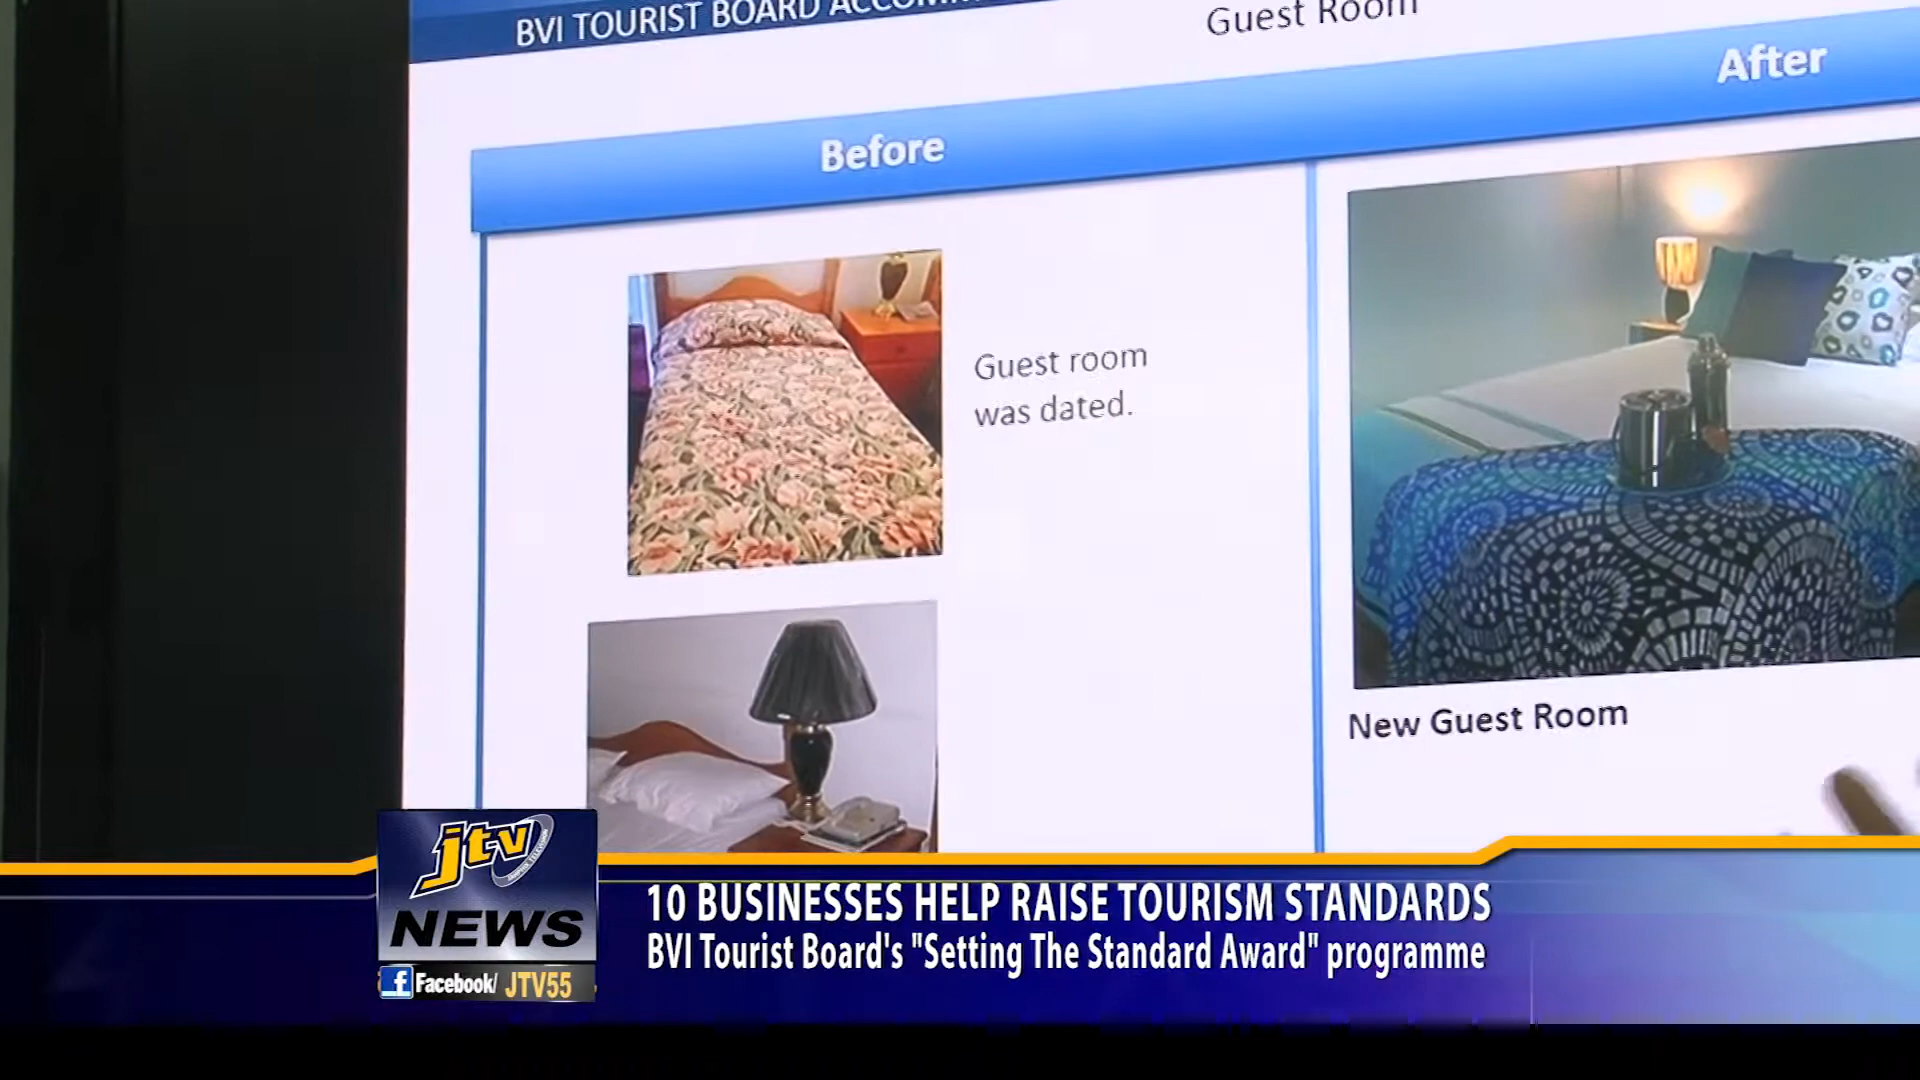 BVI TOURIST BOARD
Guest Room
Before
After
Guest room
was dated.
New Guest Room
jtv
NEWS
Facebook/ JTV55
10 BUSINESSES HELP RAISE TOURISM STANDARDS
BVI Tourist Board's "Setting The Standard Award" programme